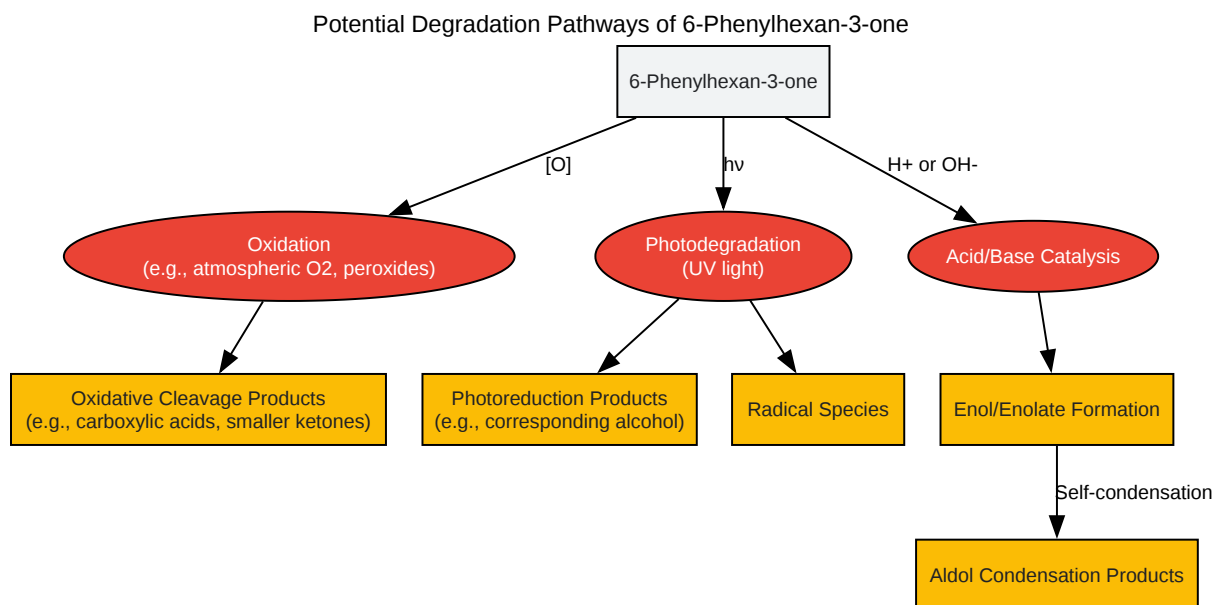 Potential Degradation Pathways of 6-Phenylhexan-3-one
6-Phenylhexan-3-one
[O]
hν
H+ or OH-
Oxidation
(e.g., atmospheric O2, peroxides)
Photodegradation
(UV light)
Acid/Base Catalysis
Oxidative Cleavage Products
(e.g., carboxylic acids, smaller ketones)
Photoreduction Products
(e.g., corresponding alcohol)
Radical Species
Enol/Enolate Formation
Self-condensation
Aldol Condensation Products